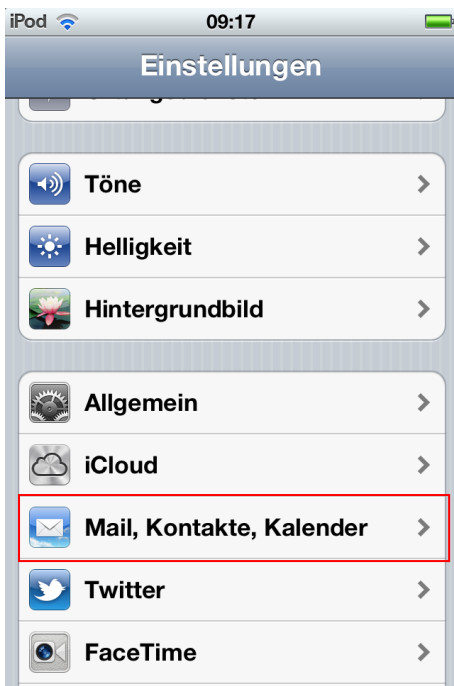 iPod 09:17
Einstellungen
Töne
Helligkeit
Hintergrundbild
Allgemein
iCloud
Mail, Kontakte, Kalender
Twitter
FaceTime